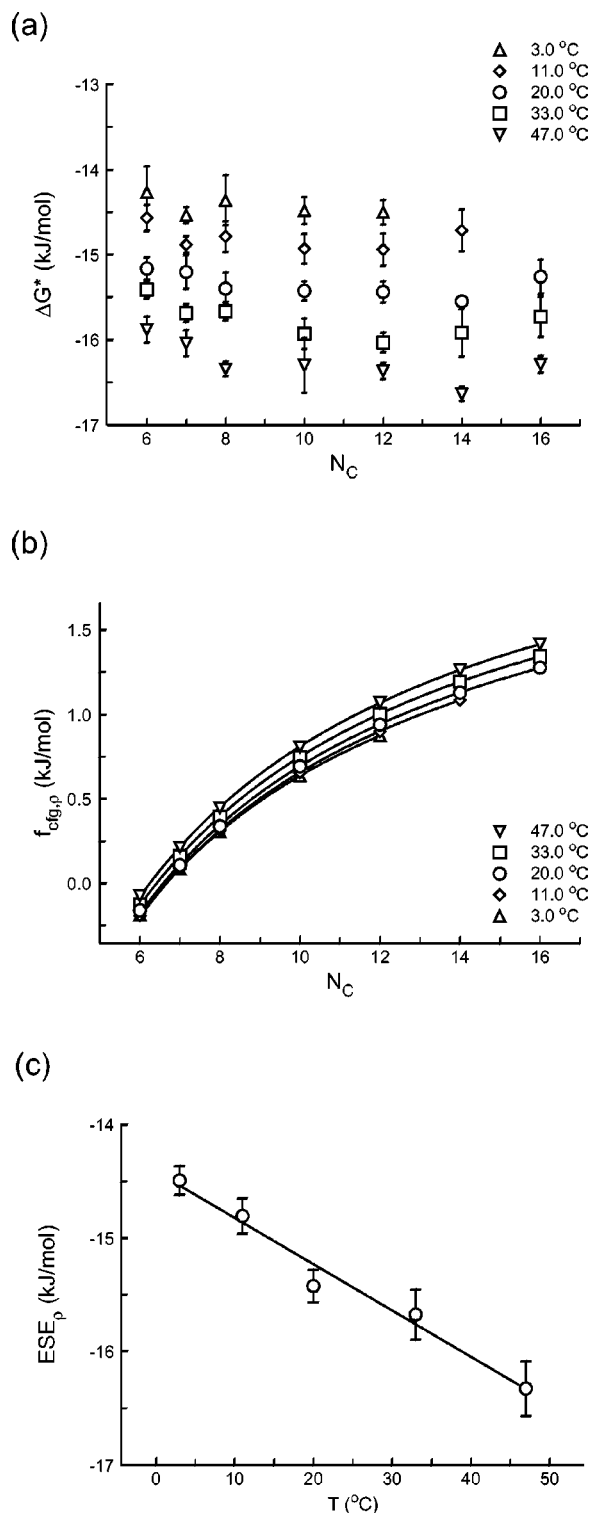 (a)
3.0 °C
11.0 °C
20.0 °C
33.0 °C
47.0 °C
-13
-14
-15
-16
-17
ΔG* (kJ/mol)
6 8 10 12 14 16
N_C
(b)
1.5
1.0
0.5
0.0
f_cfg,ρ (kJ/mol)
47.0 °C
33.0 °C
20.0 °C
11.0 °C
3.0 °C
6 8 10 12 14 16
N_C
(c)
-14
-15
-16
-17
ESE_ρ (kJ/mol)
0 10 20 30 40 50
T (°C)